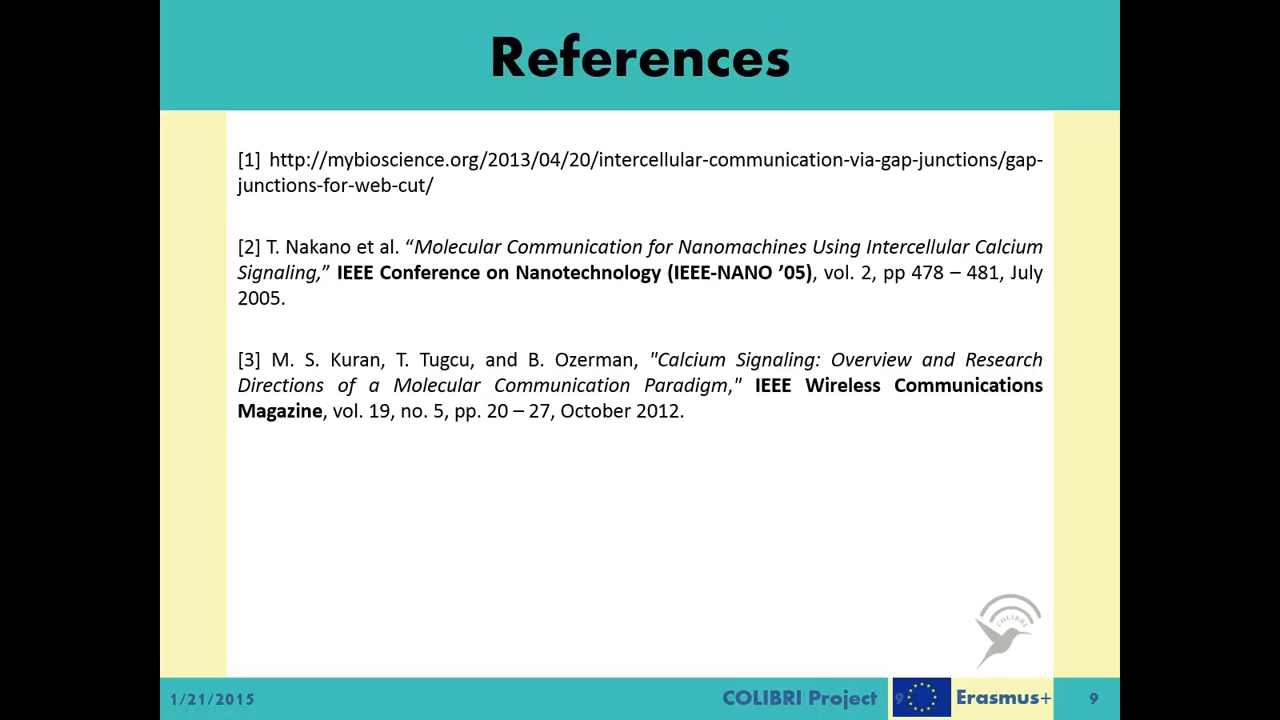 References
[1] http://mybioscience.org/2013/04/20/intercellular-communication-via-gap-junctions/gap-
junctions-for-web-cut/
[2] T. Nakano et al. “Molecular Communication for Nanomachines Using Intercellular Calcium
Signaling,” IEEE Conference on Nanotechnology (IEEE-NANO ’05), vol. 2, pp 478 – 481, July
2005.
[3] M. S. Kuran, T. Tugcu, and B. Ozerman, "Calcium Signaling: Overview and Research
Directions of a Molecular Communication Paradigm," IEEE Wireless Communications
Magazine, vol. 19, no. 5, pp. 20 – 27, October 2012.
COLIBRI
1/21/2015 COLIBRI Project 9 Erasmus+ 9